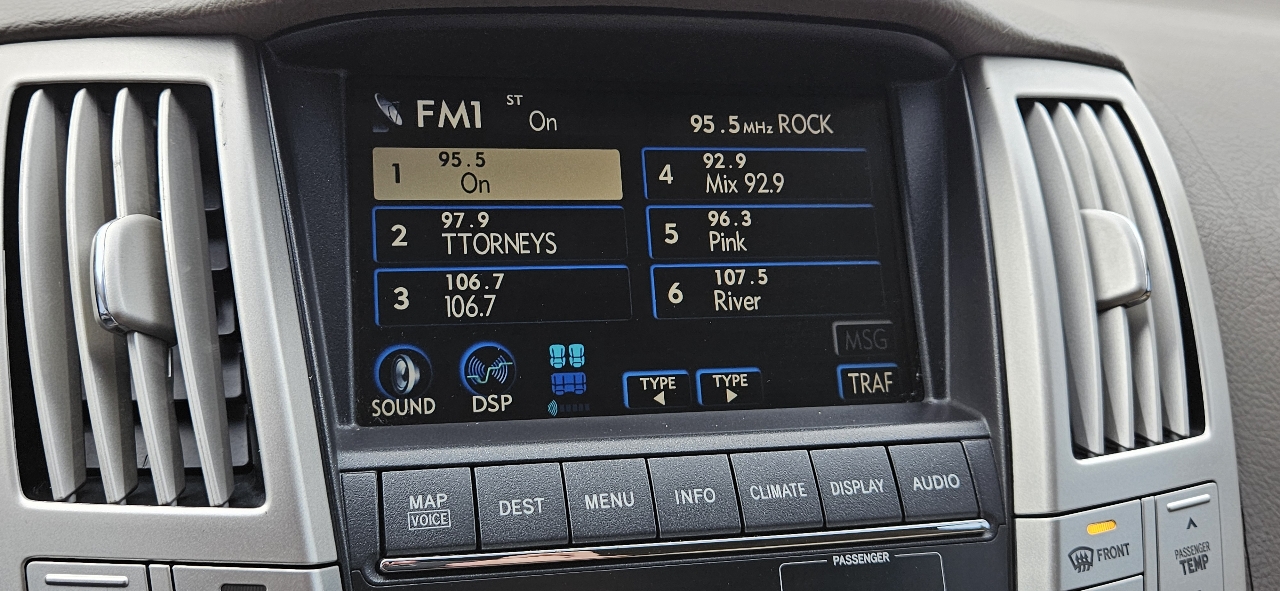 FM1 ST On 95.5MHz ROCK
1 95.5
On
4 92.9
Mix 92.9
2 97.9
TTORNEYS
5 96.3
Pink
3 106.7
106.7
6 107.5
River
MSG
SOUND DSP TYPE TYPE TRAF
MAP
VOICE
DEST
MENU
INFO
CLIMATE
DISPLAY
AUDIO
PASSENGER
FRONT
PASSENGER
TEMP